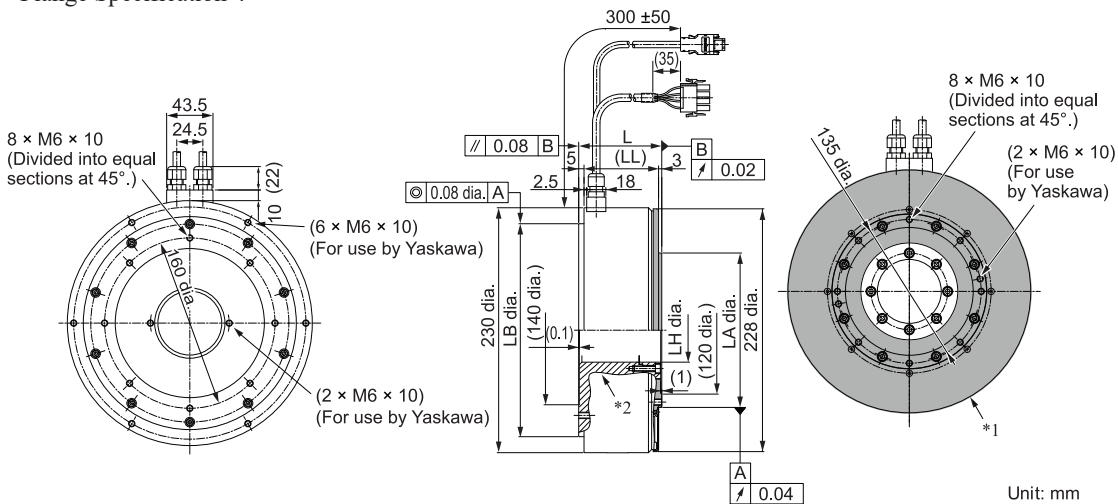 Flange Specification 4
43.5
24.5
8 × M6 × 10
(Divided into equal
sections at 45°.)
(22)
10
(6 × M6 × 10)
(For use by Yaskawa)
160 dia.
(2 × M6 × 10)
(For use by Yaskawa)
300 ±50
(35)
// 0.08 B
L
(LL)
5
3
B
↗ 0.02
2.5
18
◎ 0.08 dia. A
230 dia.
LB dia.
(140 dia.)
(0.1)
LH dia.
(120 dia.)
LA dia.
228 dia.
(1)
*2
A
↗ 0.04
8 × M6 × 10
(Divided into equal
sections at 45°.)
135 dia.
(2 × M6 × 10)
(For use
by Yaskawa)
*1
Unit: mm